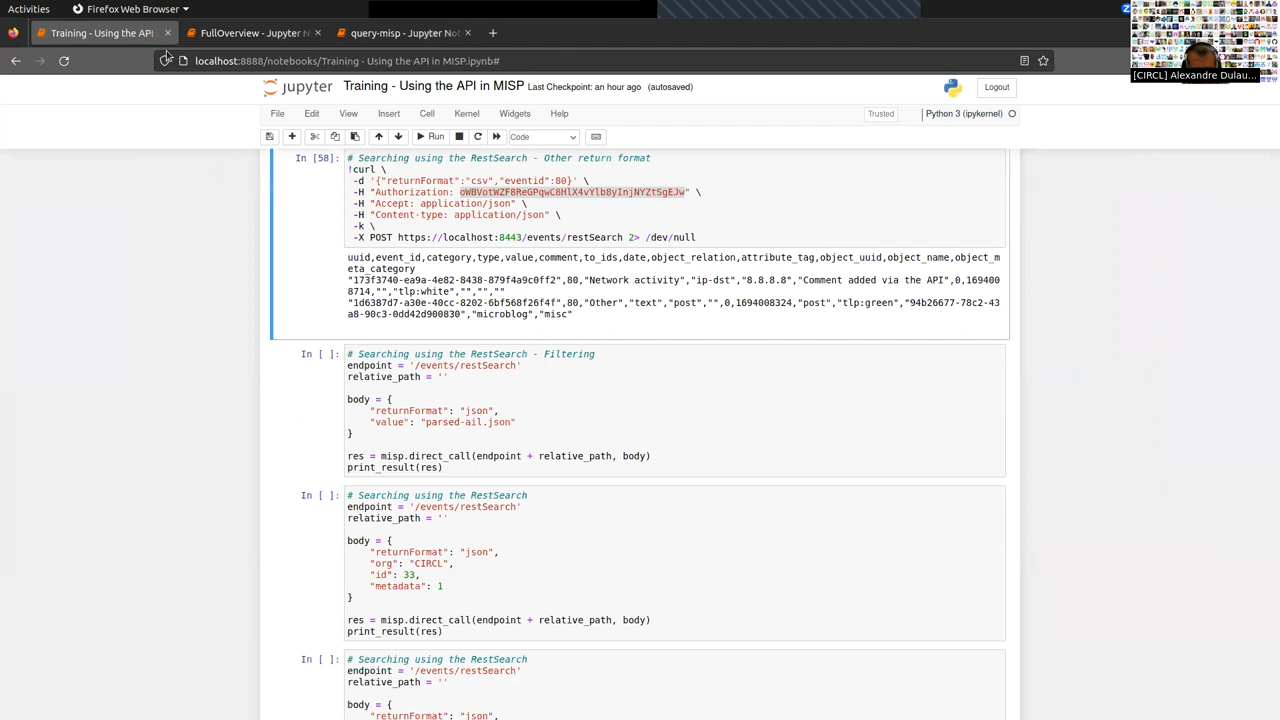 Activities
Firefox Web Browser
Training - Using the API
FullOverview - Jupyter N
query-misp - Jupyter
localhost:8888/notebooks/Training - Using the API in MISP.ipynb#
[CIRCL] Alexandre Dulau...
jupyter
Training - Using the API in MISP Last Checkpoint: an hour ago (autosaved)
Logout
File Edit View Insert Cell Kernel Widgets Help
Trusted
Python 3 (ipykernel)
Run
Code
In [58]:
# Searching using the RestSearch - Other return format
!curl \
-d '{"returnFormat":"csv","eventid":80}' \
-H "Authorization: oWBVotWZF8ReGPqwC8HlX4vYlb8yInjNYZtSgEJw" \
-H "Accept: application/json" \
-H "Content-type: application/json" \
-k \
-X POST https://localhost:8443/events/restSearch 2> /dev/null
uuid,event_id,category,type,value,comment,to_ids,date,object_relation,attribute_tag,object_uuid,object_name,object_m
eta_category
"173f3740-ea9a-4e82-8438-879f4a9c0ff2",80,"Network activity","ip-dst","8.8.8.8","Comment added via the API",0,169400
8714,"","tlp:white","","",""
"1d6387d7-a30e-40cc-8202-6bf568f26f4f",80,"Other","text","post","",0,1694008324,"post","tlp:green","94b26677-78c2-43
a8-90c3-0dd42d900830","microblog","misc"
In [ ]:
# Searching using the RestSearch - Filtering
endpoint = '/events/restSearch'
relative_path = ''
body = {
"returnFormat": "json",
"value": "parsed-ail.json"
}
res = misp.direct_call(endpoint + relative_path, body)
print_result(res)
In [ ]:
# Searching using the RestSearch
endpoint = '/events/restSearch'
relative_path = ''
body = {
"returnFormat": "json",
"org": "CIRCL",
"id": 33,
"metadata": 1
}
res = misp.direct_call(endpoint + relative_path, body)
print_result(res)
In [ ]:
# Searching using the RestSearch
endpoint = '/events/restSearch'
relative_path = ''
body = {
"returnFormat": "json",